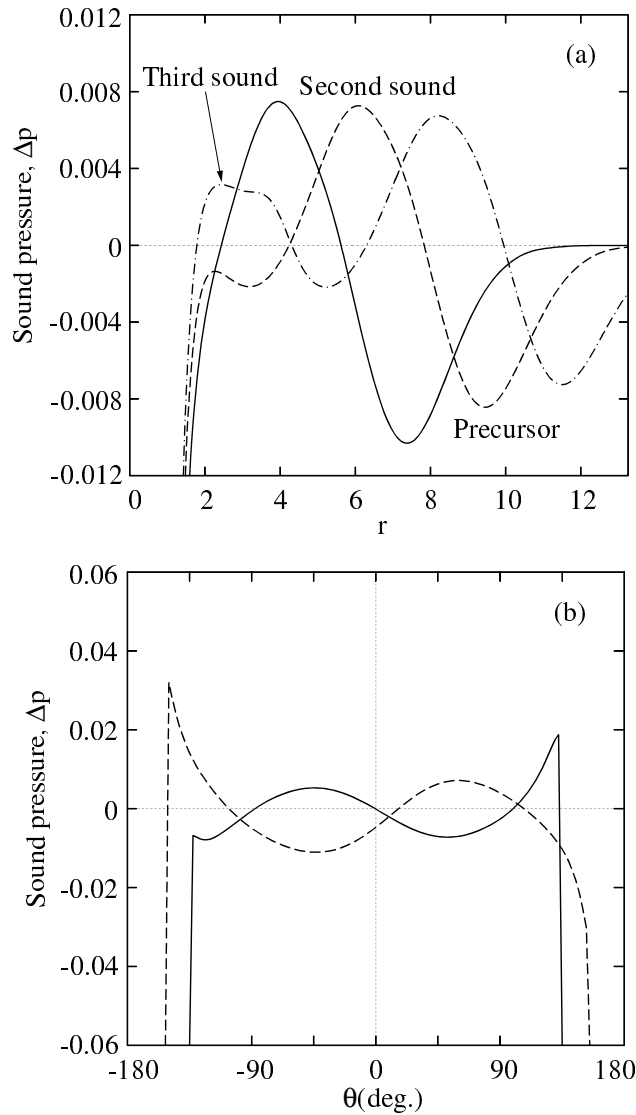 0.012
(a)
Third sound
Second sound
0.008
0.004
0
-0.004
-0.008
-0.012
Sound pressure, Δp
Precursor
0 2 4 6 8 10 12
r
0.06
(b)
0.04
0.02
0
-0.02
-0.04
-0.06
Sound pressure, Δp
-180 -90 0 90 180
θ(deg.)